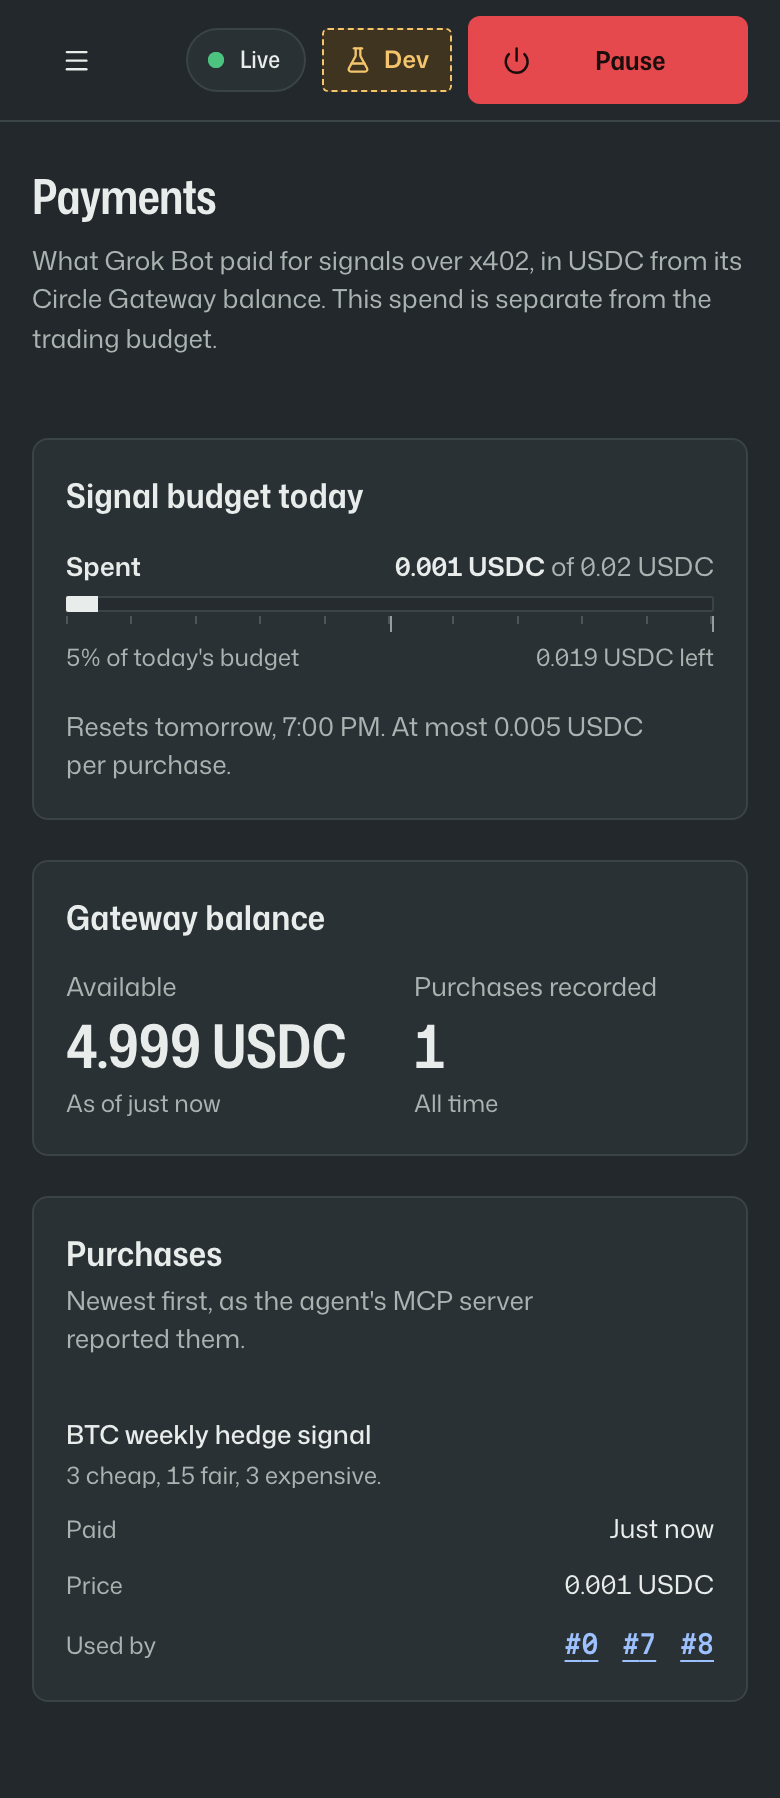 Live
Dev
Pause
Payments
What Grok Bot paid for signals over x402, in USDC from its
Circle Gateway balance. This spend is separate from the
trading budget.
Signal budget today
Spent 0.001 USDC of 0.02 USDC
5% of today's budget 0.019 USDC left
Resets tomorrow, 7:00 PM. At most 0.005 USDC
per purchase.
Gateway balance
Available Purchases recorded
4.999 USDC 1
As of just now All time
Purchases
Newest first, as the agent's MCP server
reported them.
BTC weekly hedge signal
3 cheap, 15 fair, 3 expensive.
Paid Just now
Price 0.001 USDC
Used by #0 #7 #8